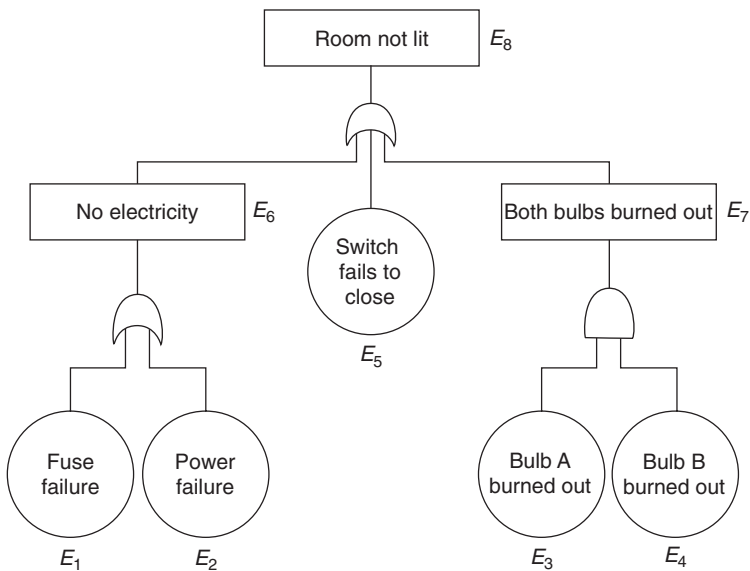 Room not lit
E8
No electricity
E6
Switch
fails to
close
E5
Both bulbs burned out
E7
Fuse
failure
E1
Power
failure
E2
Bulb A
burned out
E3
Bulb B
burned out
E4